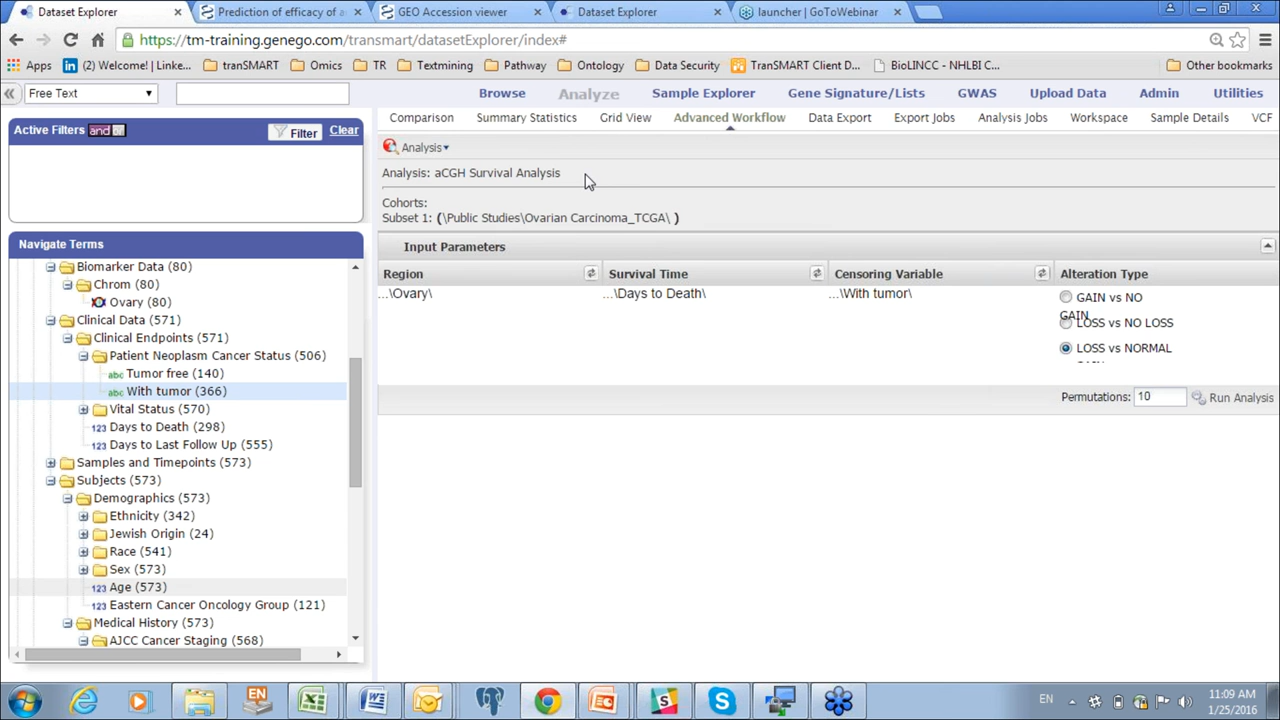 Dataset Explorer
Prediction of efficacy of a
GEO Accession viewer
Dataset Explorer
launcher | GoToWebinar
https://tm-training.genego.com/transmart/datasetExplorer/index#
Apps
(2) Welcome! | Linke...
tranSMART
Omics
TR
Textmining
Pathway
Ontology
Data Security
TranSMART Client D...
BioLINCC - NHLBI C...
Other bookmarks
Free Text
Browse
Analyze
Sample Explorer
Gene Signature/Lists
GWAS
Upload Data
Admin
Utilities
Active Filters and or
Filter
Clear
Comparison
Summary Statistics
Grid View
Advanced Workflow
Data Export
Export Jobs
Analysis Jobs
Workspace
Sample Details
VCF
Analysis
Analysis: aCGH Survival Analysis
Cohorts:
Subset 1: (\Public Studies\Ovarian Carcinoma_TCGA\ )
Input Parameters
Region
Survival Time
Censoring Variable
Alteration Type
...\Ovary\
...\Days to Death\
...\With tumor\
GAIN vs NO
GAIN
LOSS vs NO LOSS
LOSS vs NORMAL
Permutations: 10
Run Analysis
Navigate Terms
Biomarker Data (80)
Chrom (80)
Ovary (80)
Clinical Data (571)
Clinical Endpoints (571)
Patient Neoplasm Cancer Status (506)
abc Tumor free (140)
abc With tumor (366)
Vital Status (570)
123 Days to Death (298)
123 Days to Last Follow Up (555)
Samples and Timepoints (573)
Subjects (573)
Demographics (573)
Ethnicity (342)
Jewish Origin (24)
Race (541)
Sex (573)
123 Age (573)
123 Eastern Cancer Oncology Group (121)
Medical History (573)
AJCC Cancer Staging (568)
EN
EN
11:09 AM
1/25/2016